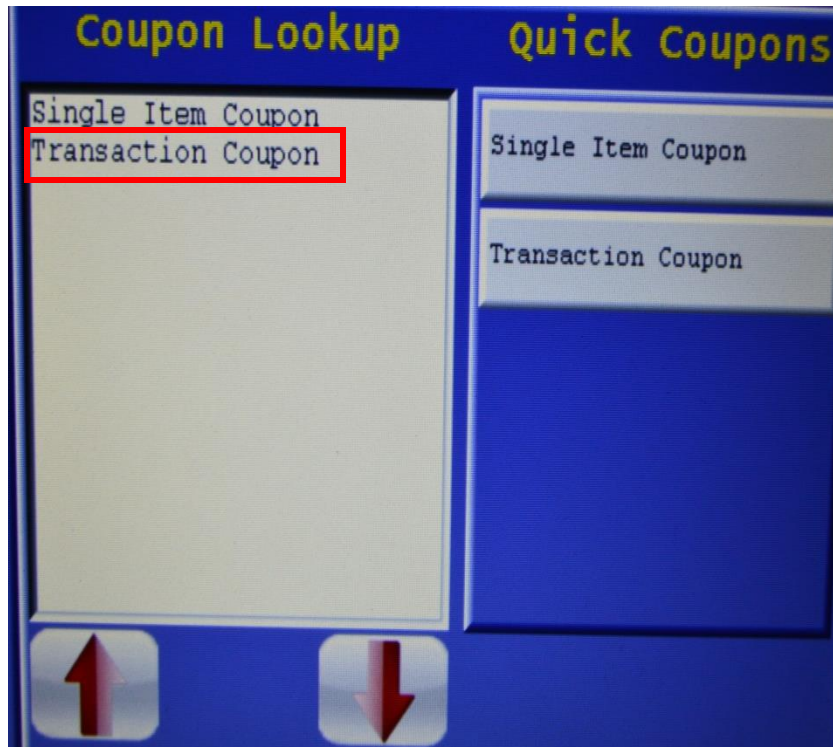 Coupon Lookup
Single Item Coupon
Transaction Coupon
Quick Coupons
Single Item Coupon
Transaction Coupon